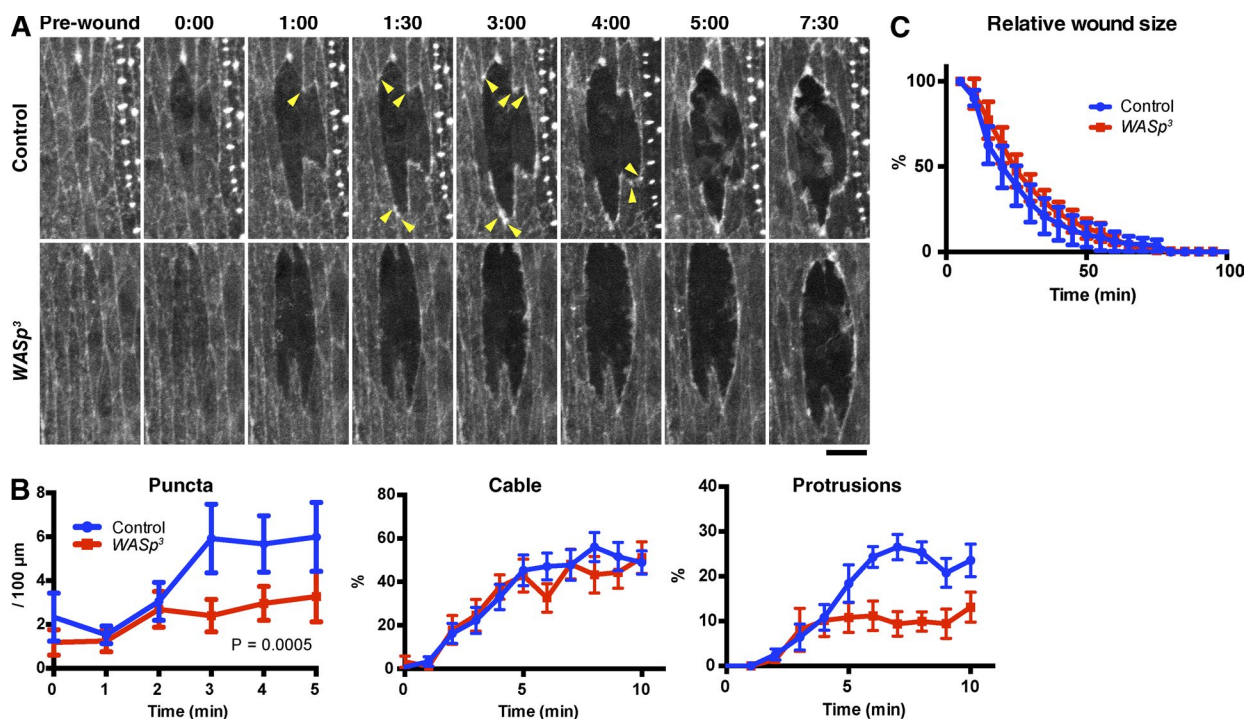 A
Pre-wound 0:00 1:00 1:30 3:00 4:00 5:00 7:30
Control
WASp³
B
Puncta
/ 100 µm
8
6
4
2
0
Control
WASp³
P = 0.0005
0 1 2 3 4 5
Time (min)
Cable
%
80
60
40
20
0
0 5 10
Time (min)
Protrusions
%
40
30
20
10
0
0 5 10
Time (min)
C
Relative wound size
%
100
50
0
Control
WASp³
0 50 100
Time (min)